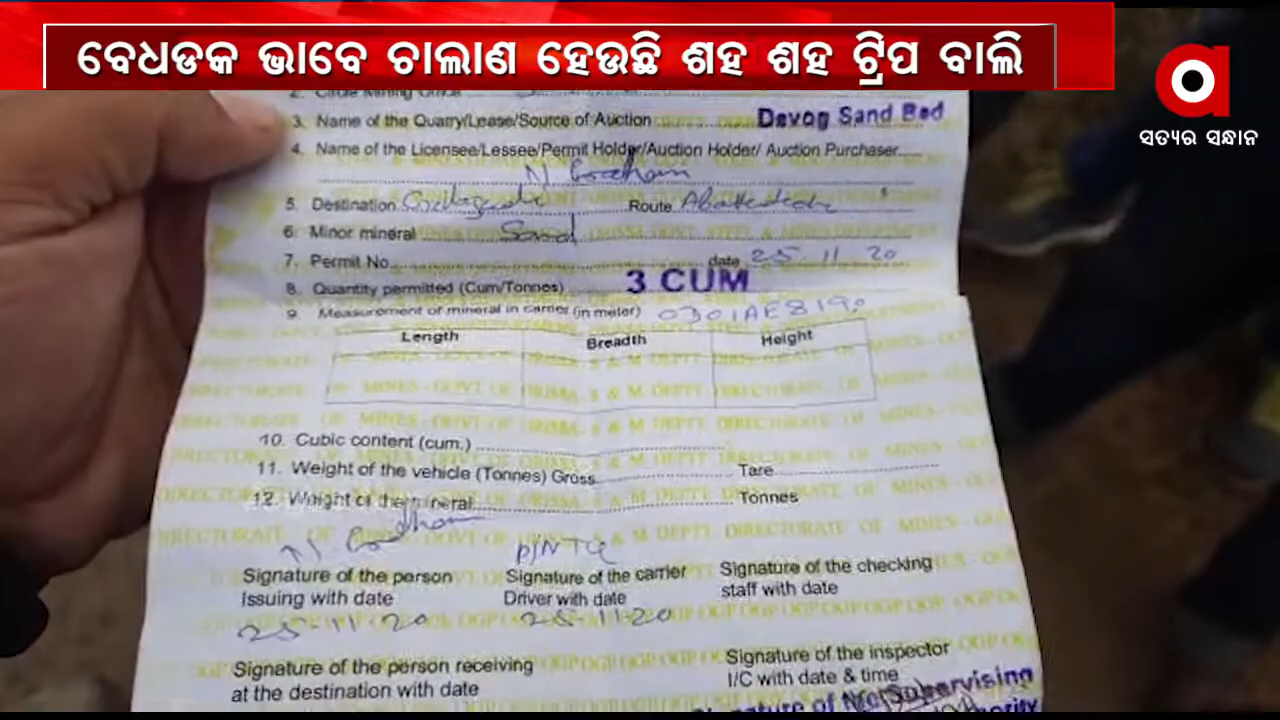 ବେଧଡକ ଭାବେ ଚାଲାଣ ହେଉଛି ଶହ ଶହ ଟ୍ରିପ ବାଲି
ସତ୍ୟର ସନ୍ଧାନ
3. Name of the Quarry/Lease/Source of Auction Devog Sand Bed
4. Name of the Licensee/Lessee/Permit Holder/Auction Holder/ Auction Purchaser
5. Destination Route
6. Minor mineral Sand
7. Permit No. date 25.11.20
8. Quantity permitted (Cum/Tonnes) 3 CUM
9. Measurement of mineral in carrier (in meter)
Length Breadth Height
10. Cubic content (cum.)
11. Weight of the vehicle (Tonnes) Gross Tare
12. Weight of the mineral Tonnes
Signature of the person Signature of the carrier Signature of the checking
Issuing with date Driver with date staff with date
25-11-20 25-11-20
Signature of the person receiving Signature of the inspector
at the destination with date I/C with date & time